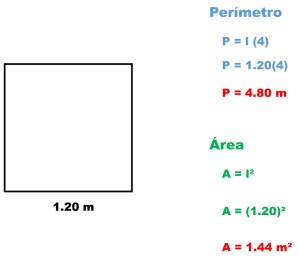 Perímetro
P = l (4)
P = 1.20(4)
P = 4.80 m
Área
A = l²
A = (1.20)²
A = 1.44 m²
1.20 m